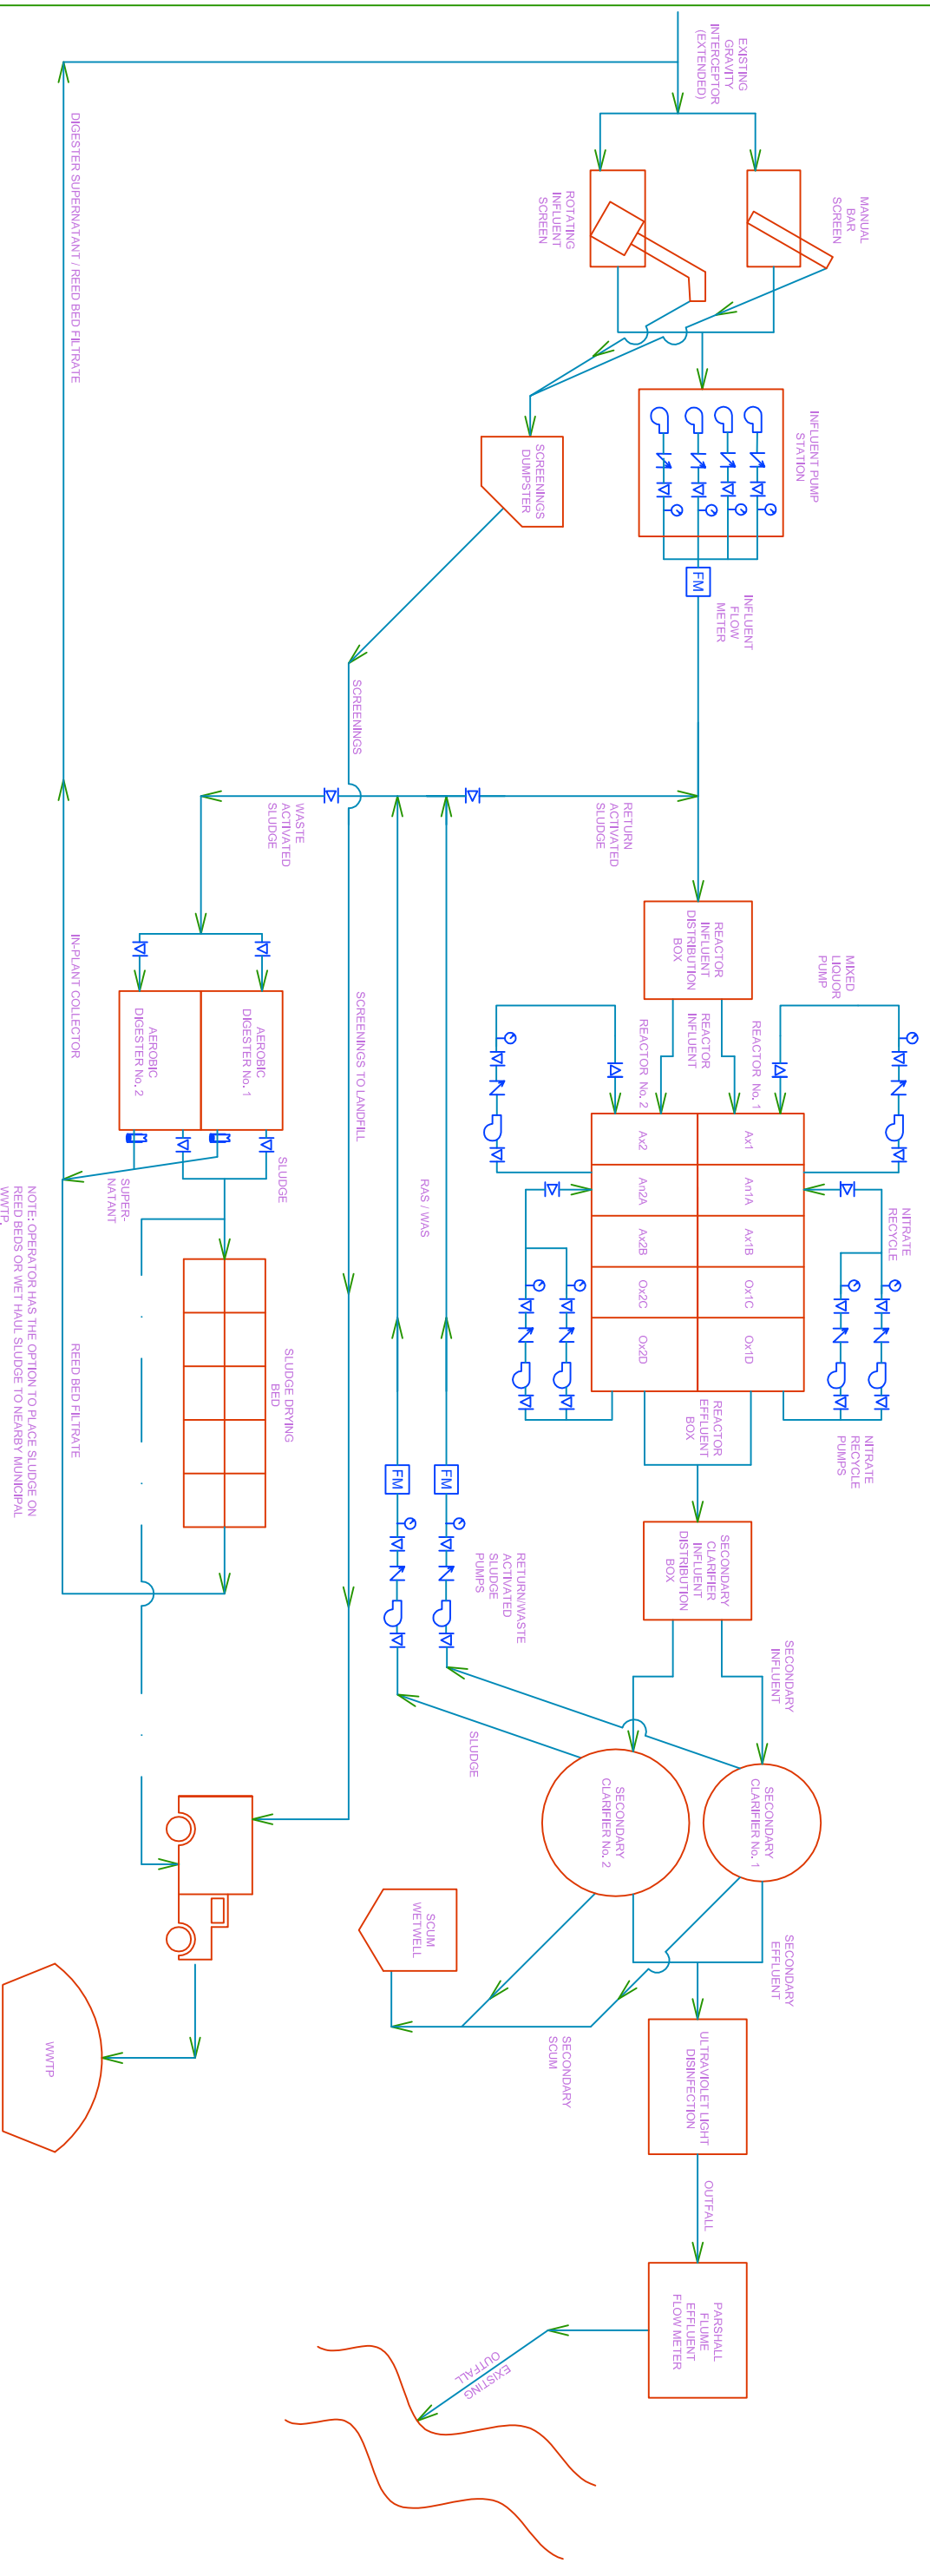 EXISTING
GRAVITY
INTERCEPTOR
(EXTENDED)
MANUAL
BAR
SCREEN
ROTATING
INFLUENT
SCREEN
SCREENINGS
DUMPSTER
INFLUENT PUMP
STATION
FM
INFLUENT
FLOW
METER
SCREENINGS
DIGESTER SUPERNATANT / REED BED FILTRATE
RETURN
ACTIVATED
SLUDGE
WASTE
ACTIVATED
SLUDGE
REACTOR
INFLUENT
DISTRIBUTION
BOX
MIXED
LIQUOR
PUMP
REACTOR No. 1
REACTOR
INFLUENT
REACTOR No. 2
Ax1
An1A
Ax1B
Ox1C
Ox1D
Ax2
An2A
Ax2B
Ox2C
Ox2D
NITRATE
RECYCLE
NITRATE
RECYCLE
PUMPS
REACTOR
EFFLUENT
BOX
IN-PLANT COLLECTOR
AEROBIC
DIGESTER No. 1
AEROBIC
DIGESTER No. 2
SCREENINGS TO LANDFILL
RAS / WAS
SLUDGE
SUPER-
NATANT
SLUDGE DRYING
BED
REED BED FILTRATE
NOTE: OPERATOR HAS THE OPTION TO PLACE SLUDGE ON
REED BEDS OR WET HAUL SLUDGE TO NEARBY MUNICIPAL
WWTP.
FM
FM
RETURN/WASTE
ACTIVATED
SLUDGE
PUMPS
SECONDARY
CLARIFIER
INFLUENT
DISTRIBUTION
BOX
SECONDARY
INFLUENT
SLUDGE
SECONDARY
CLARIFIER No. 1
SECONDARY
CLARIFIER No. 2
SCUM
WETWELL
SECONDARY
EFFLUENT
SECONDARY
SCUM
ULTRAVIOLET LIGHT
DISINFECTION
WWTP
OUTFALL
PARSHALL
FLUME
EFFLUENT
FLOW METER
EXISTING
OUTFALL